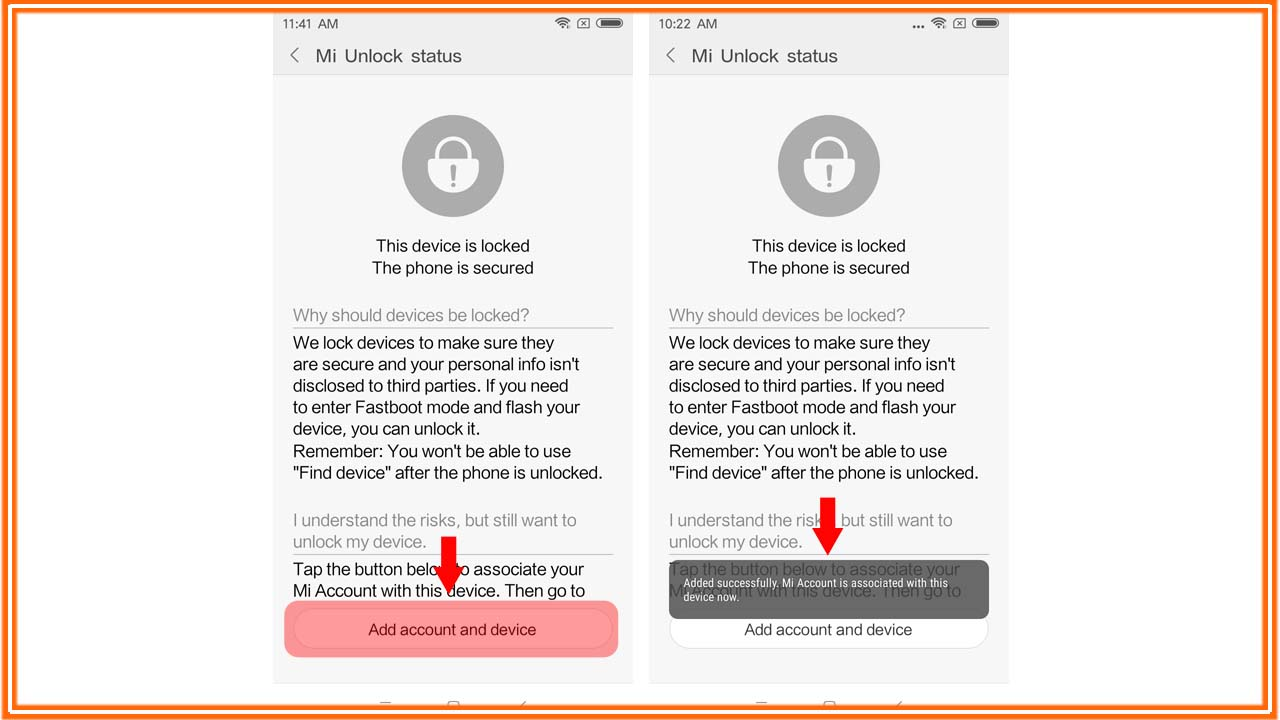 11:41 AM
Mi Unlock status
This device is locked
The phone is secured
Why should devices be locked?
We lock devices to make sure they
are secure and your personal info isn't
disclosed to third parties. If you need
to enter Fastboot mode and flash your
device, you can unlock it.
Remember: You won't be able to use
"Find device" after the phone is unlocked.
I understand the risks, but still want to
unlock my device.
Tap the button below to associate your
Mi Account with this device. Then go to
Add account and device
10:22 AM
Mi Unlock status
This device is locked
The phone is secured
Why should devices be locked?
We lock devices to make sure they
are secure and your personal info isn't
disclosed to third parties. If you need
to enter Fastboot mode and flash your
device, you can unlock it.
Remember: You won't be able to use
"Find device" after the phone is unlocked.
I understand the risks, but still want to
unlock my device.
Tap the button below to associate your
Mi Account with this device. Then go to
Added successfully. Mi Account is associated with this
device now.
Add account and device